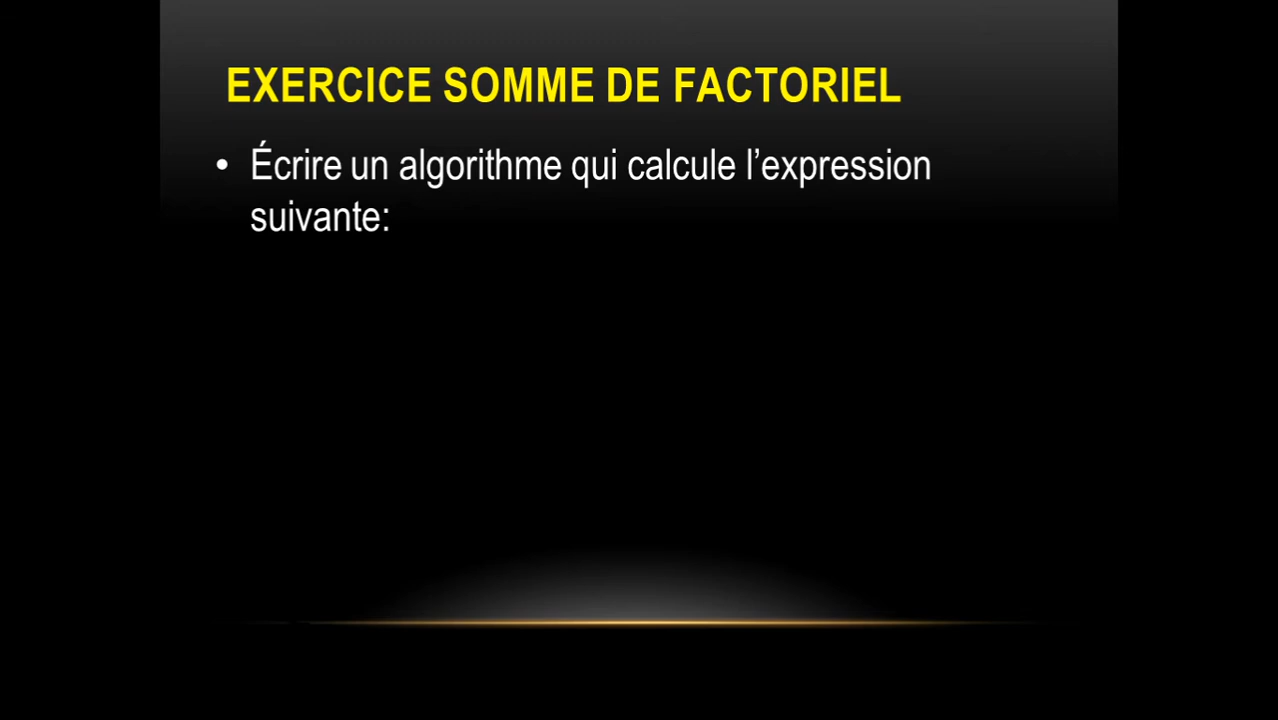 EXERCICE SOMME DE FACTORIEL
• Écrire un algorithme qui calcule l’expression
suivante: